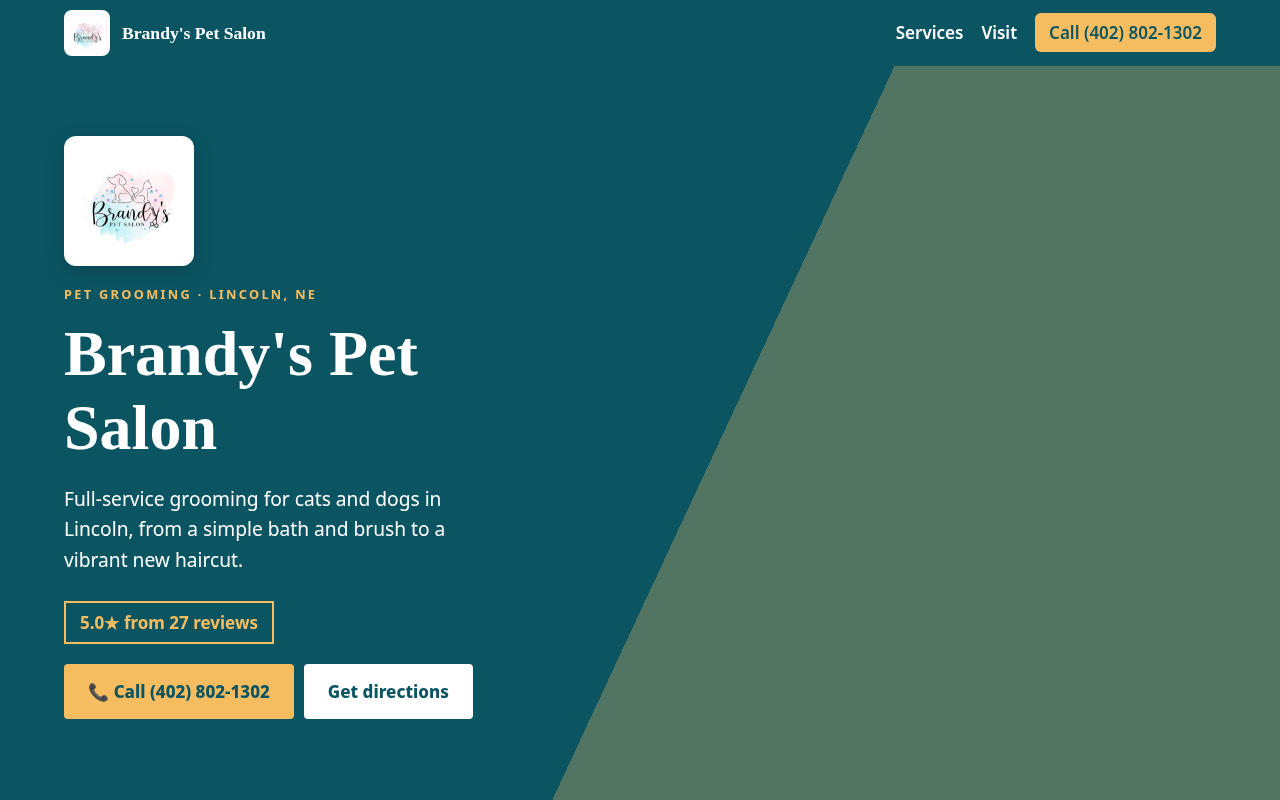 Brandy's
Brandy's Pet Salon
Services
Visit
Call (402) 802-1302
Brandy's
PET SALON
PET GROOMING · LINCOLN, NE
Brandy's Pet
Salon
Full-service grooming for cats and dogs in
Lincoln, from a simple bath and brush to a
vibrant new haircut.
5.0★ from 27 reviews
📞 Call (402) 802-1302
Get directions